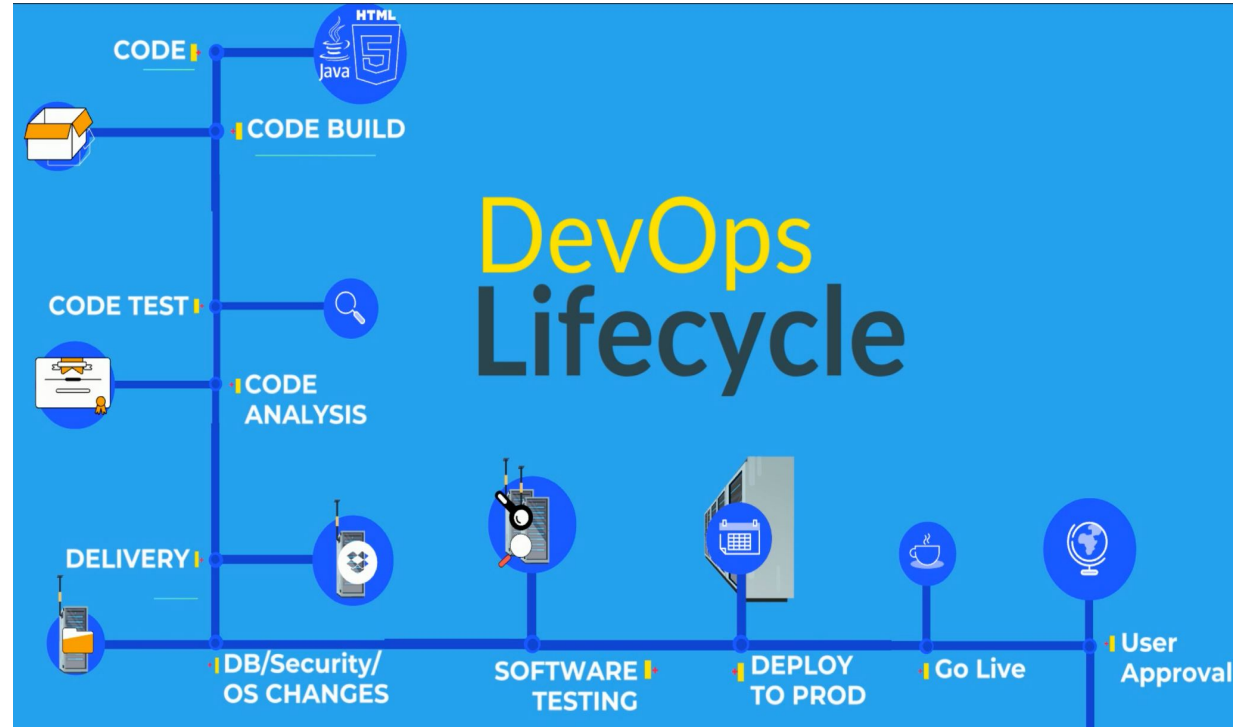 CODE
HTML
5
Java
CODE BUILD
DevOps
Lifecycle
CODE TEST
CODE
ANALYSIS
DELIVERY
DB/Security/
OS CHANGES
SOFTWARE
TESTING
DEPLOY
TO PROD
Go Live
User
Approval